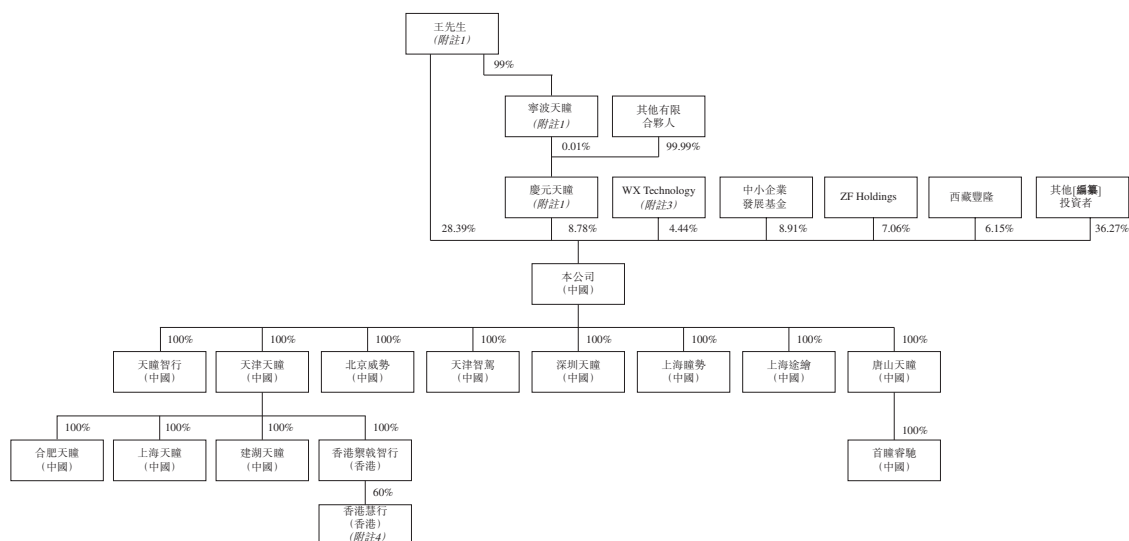 王先生
(附註1)
99%
寧波天瞳
(附註1)
其他有限
合夥人
0.01%
99.99%
慶元天瞳
(附註1)
WX Technology
(附註3)
中小企業
發展基金
ZF Holdings
西藏豐隆
其他[編纂]
投資者
28.39%
8.78%
4.44%
8.91%
7.06%
6.15%
36.27%
本公司
(中國)
100%
100%
100%
100%
100%
100%
100%
100%
天瞳智行
(中國)
天津天瞳
(中國)
北京威勢
(中國)
天津智駕
(中國)
深圳天瞳
(中國)
上海瞳勢
(中國)
上海途繪
(中國)
唐山天瞳
(中國)
100%
100%
100%
100%
100%
合肥天瞳
(中國)
上海天瞳
(中國)
建湖天瞳
(中國)
香港禦戟智行
(香港)
首瞳睿馳
(中國)
60%
香港慧行
(香港)
(附註4)